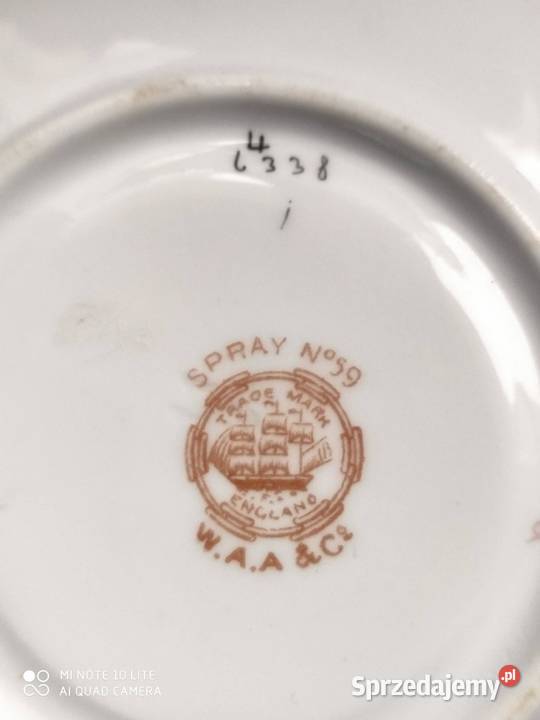 4
6338
SPRAY No 59
TRADE MARK
ENGLAND
W.A.A & Co
MI NOTE 10 LITE
AI QUAD CAMERA
Sprzedajemy.pl